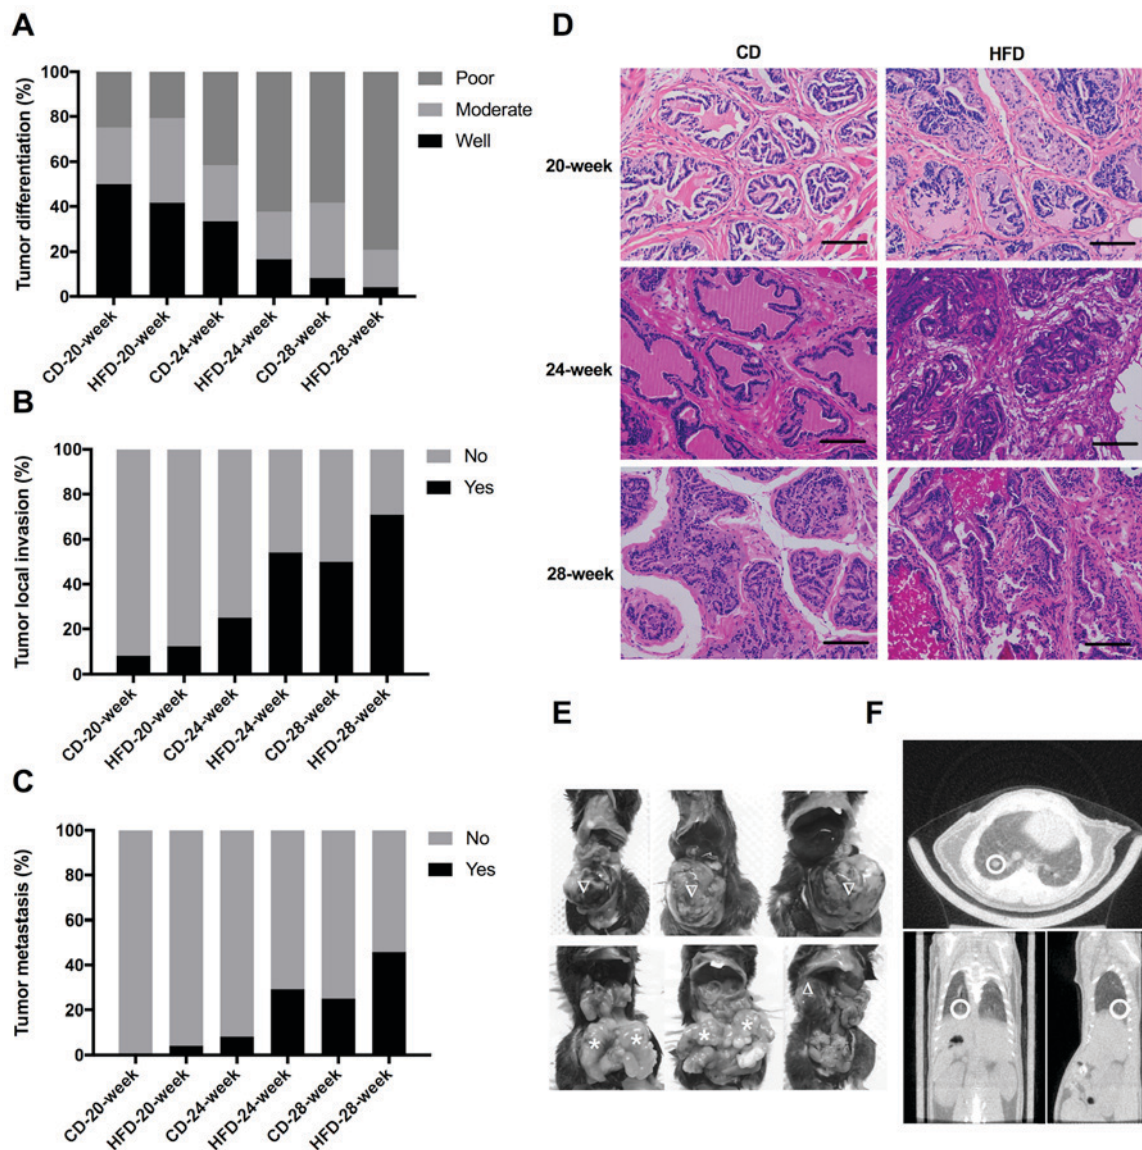 A
Tumor differentiation (%)
100
80
60
40
20
0
Poor
Moderate
Well
CD-20-week
HFD-20-week
CD-24-week
HFD-24-week
CD-28-week
HFD-28-week
B
Tumor local invasion (%)
100
80
60
40
20
0
No
Yes
CD-20-week
HFD-20-week
CD-24-week
HFD-24-week
CD-28-week
HFD-28-week
C
Tumor metastasis (%)
100
80
60
40
20
0
No
Yes
CD-20-week
HFD-20-week
CD-24-week
HFD-24-week
CD-28-week
HFD-28-week
D
CD
HFD
20-week
24-week
28-week
E
F